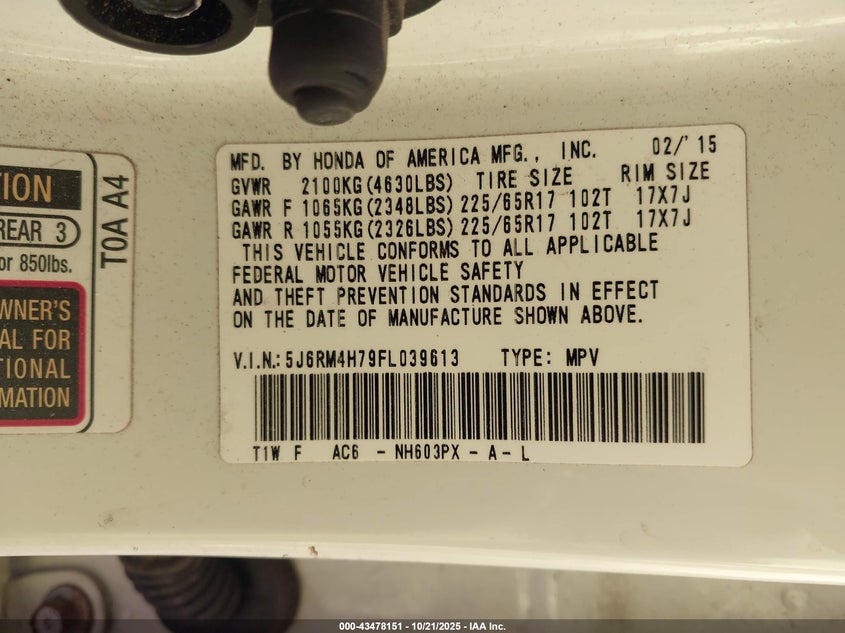 TION
REAR 3
or 850lbs.
WNER'S
AL FOR
TIONAL
MATION
T0A A4
MFD. BY HONDA OF AMERICA MFG., INC. 02/'15
GVWR 2100KG(4630LBS) TIRE SIZE RIM SIZE
GAWR F 1065KG(2348LBS) 225/65R17 102T 17X7J
GAWR R 1055KG(2326LBS) 225/65R17 102T 17X7J
THIS VEHICLE CONFORMS TO ALL APPLICABLE
FEDERAL MOTOR VEHICLE SAFETY
AND THEFT PREVENTION STANDARDS IN EFFECT
ON THE DATE OF MANUFACTURE SHOWN ABOVE.
V.I.N.: 5J6RM4H79FL039613 TYPE: MPV
T1W F AC6 - NH603PX - A - L
000-43478151 - 10/21/2025 - IAA Inc.